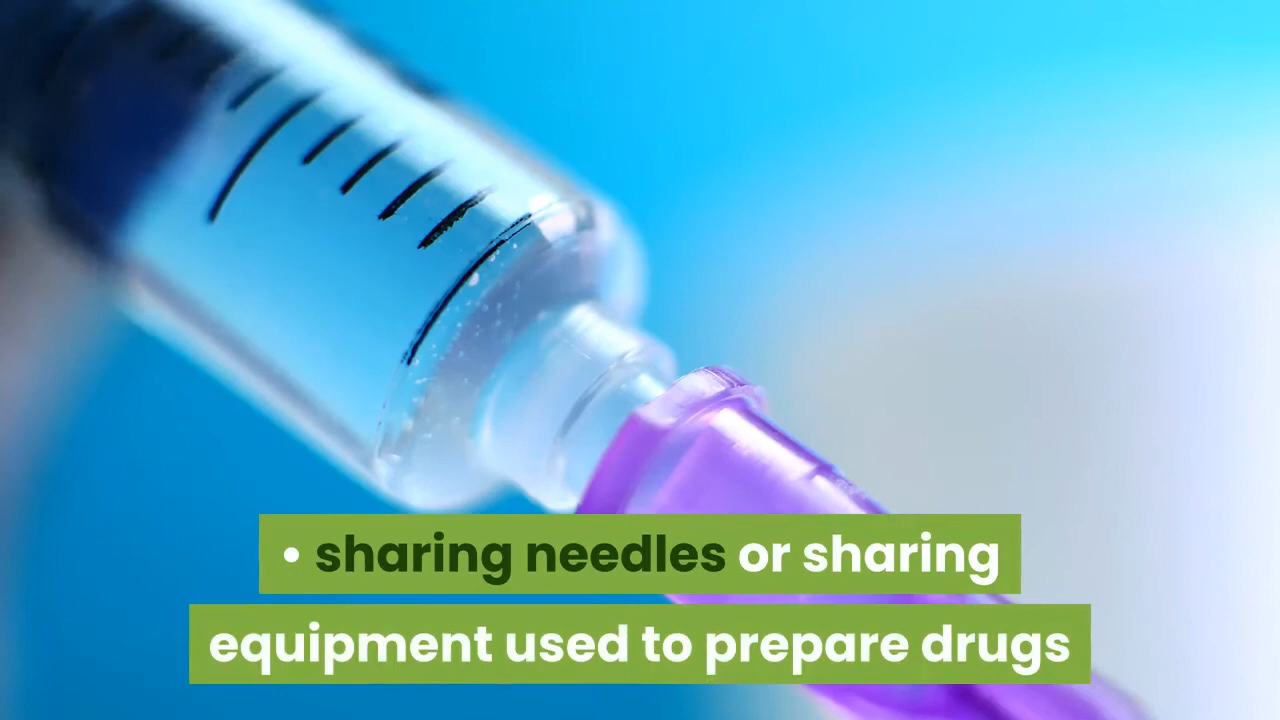 • sharing needles or sharing
equipment used to prepare drugs